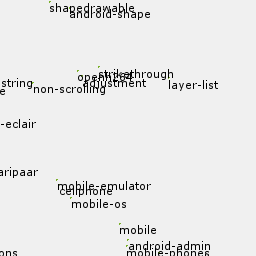 shapedrawable
android-shape
strikethrough
openh264
string
adjustment
layer-list
non-scrolling
e
-eclair
aripaar
mobile-emulator
cellphone
mobile-os
mobile
android-admin
mobile-phones
ons